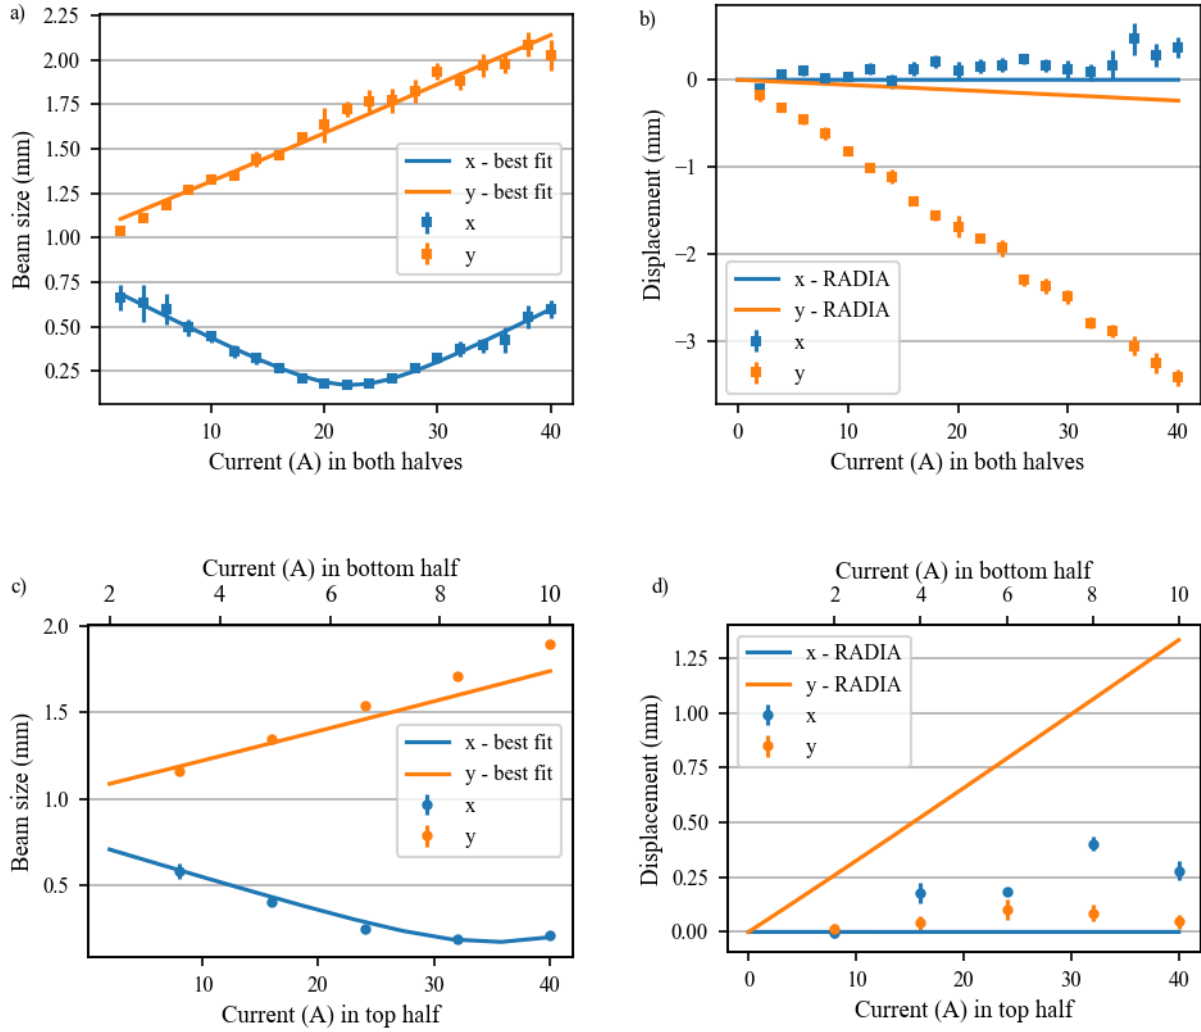 a)
2.25
2.00
1.75
1.50
1.25
1.00
0.75
0.50
0.25
Beam size (mm)
x - best fit
y - best fit
x
y
10 20 30 40
Current (A) in both halves
b)
0
−1
−2
−3
Displacement (mm)
x - RADIA
y - RADIA
x
y
0 10 20 30 40
Current (A) in both halves
c)
Current (A) in bottom half
2 4 6 8 10
2.0
1.5
1.0
0.5
Beam size (mm)
x - best fit
y - best fit
x
y
10 20 30 40
Current (A) in top half
d)
Current (A) in bottom half
2 4 6 8 10
1.25
1.00
0.75
0.50
0.25
0.00
Displacement (mm)
x - RADIA
y - RADIA
x
y
0 10 20 30 40
Current (A) in top half